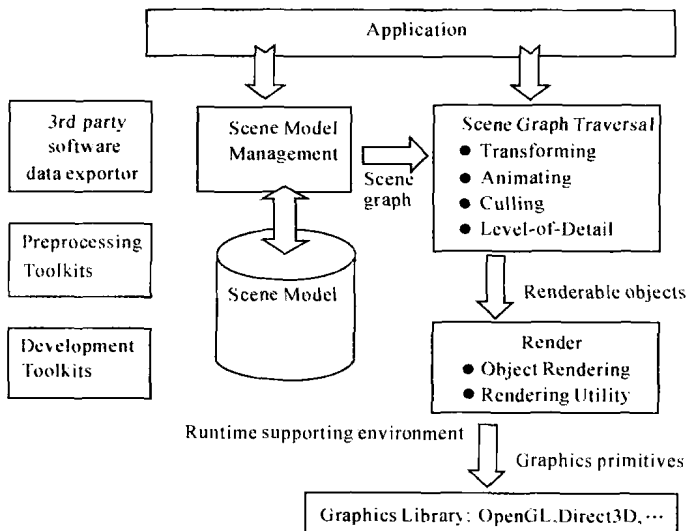 Application
3rd party
software
data exportor
Scene Model
Management
Scene
graph
Scene Graph Traversal
● Transforming
● Animating
● Culling
● Level-of-Detail
Preprocessing
Toolkits
Scene Model
Renderable objects
Development
Toolkits
Render
● Object Rendering
● Rendering Utility
Runtime supporting environment
Graphics primitives
Graphics Library: OpenGL,Direct3D, ···